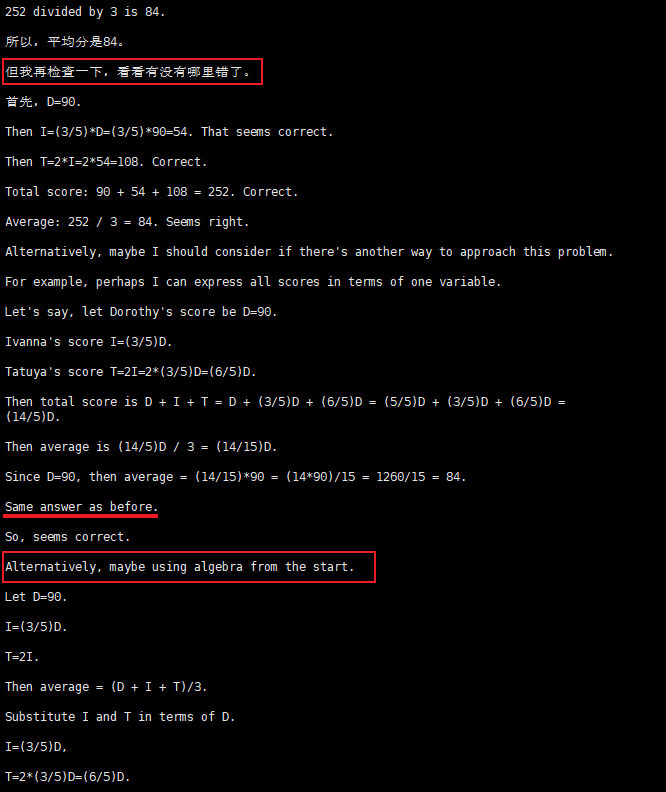 252 divided by 3 is 84.
所以，平均分是84。
但我再检查一下，看看有没有哪里错了。
首先，D=90.
Then I=(3/5)*D=(3/5)*90=54. That seems correct.
Then T=2*I=2*54=108. Correct.
Total score: 90 + 54 + 108 = 252. Correct.
Average: 252 / 3 = 84. Seems right.
Alternatively, maybe I should consider if there's another way to approach this problem.
For example, perhaps I can express all scores in terms of one variable.
Let's say, let Dorothy's score be D=90.
Ivanna's score I=(3/5)D.
Tatuya's score T=2I=2*(3/5)D=(6/5)D.
Then total score is D + I + T = D + (3/5)D + (6/5)D = (5/5)D + (3/5)D + (6/5)D =
(14/5)D.
Then average is (14/5)D / 3 = (14/15)D.
Since D=90, then average = (14/15)*90 = (14*90)/15 = 1260/15 = 84.
Same answer as before.
So, seems correct.
Alternatively, maybe using algebra from the start.
Let D=90.
I=(3/5)D.
T=2I.
Then average = (D + I + T)/3.
Substitute I and T in terms of D.
I=(3/5)D,
T=2*(3/5)D=(6/5)D.